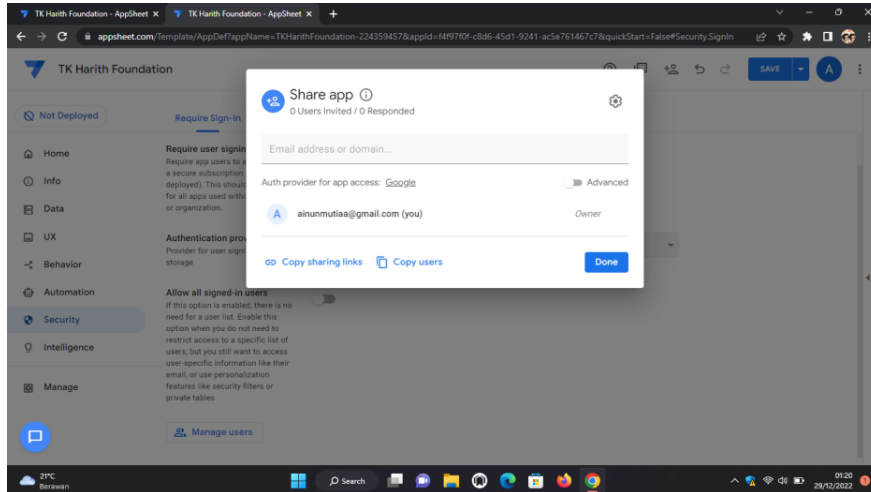 TK Harith Foundation - AppSheet
TK Harith Foundation - AppSheet
appsheet.com/Template/AppDef?appName=TKHarithFoundation-224359457&appId=f4f97f0f-c8d6-45d1-9241-ac5e761467c7&quickStart=False#Security.SignIn
TK Harith Foundation
SAVE
A
Share app
0 Users Invited / 0 Responded
Email address or domain...
Auth provider for app access: Google
Advanced
A
ainunmutiaa@gmail.com (you)
Owner
Copy sharing links
Copy users
Done
Not Deployed
Home
Info
Data
UX
Behavior
Automation
Security
Intelligence
Manage
Require Sign-In
Require user signin
Require app users to s
a secure subscription
deployed). This should
for all apps used withi
or organization.
Authentication prov
Provider for user signi
storage
Allow all signed-in users
If this option is enabled, there is no
need for a user list. Enable this
option when you do not need to
restrict access to a specific list of
users, but you still want to access
user-specific information like their
email, or use personalization
features like security filters or
private tables
Manage users
21°C
Berawan
Search
01:20
29/12/2022